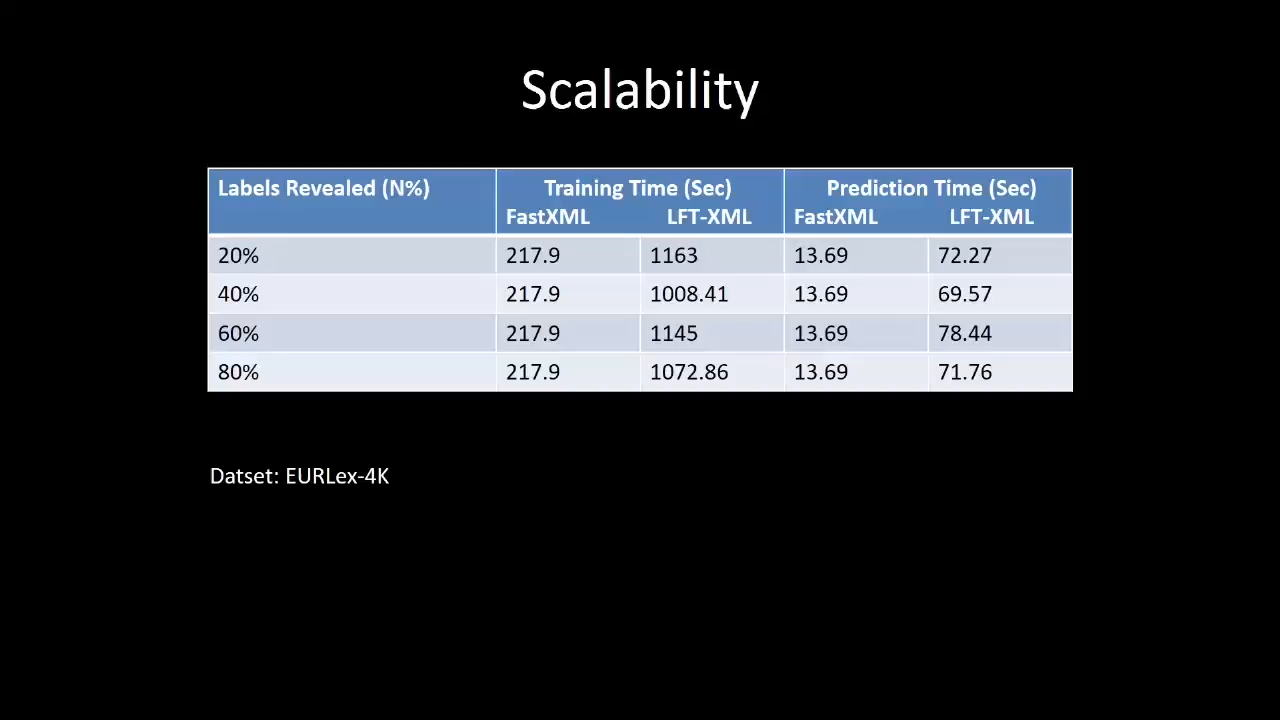 Scalability
Labels Revealed (N%) Training Time (Sec) Prediction Time (Sec)
FastXML LFT-XML FastXML LFT-XML
20% 217.9 1163 13.69 72.27
40% 217.9 1008.41 13.69 69.57
60% 217.9 1145 13.69 78.44
80% 217.9 1072.86 13.69 71.76
Datset: EURLex-4K